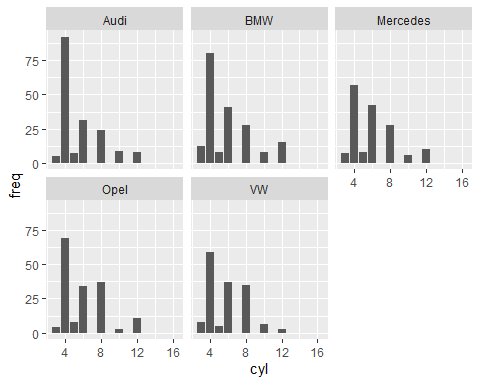 Audi
BMW
Mercedes
75
50
25
0
4 8 12 16
Opel
VW
75
50
25
0
4 8 12 16
4 8 12 16
freq
cyl